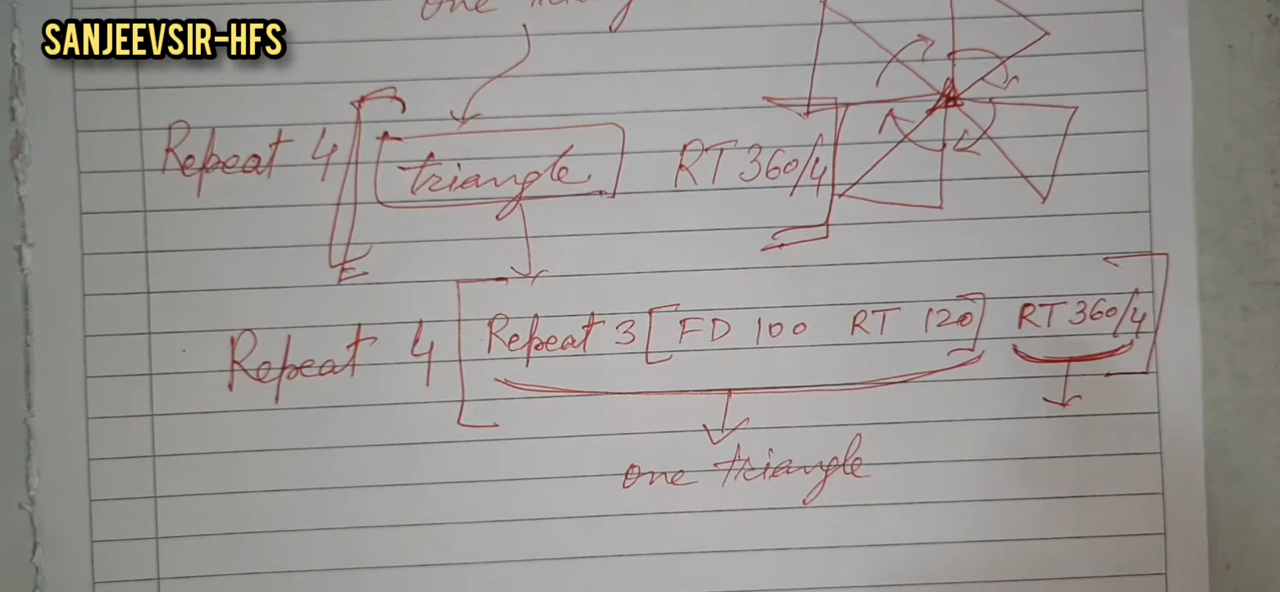 one
SANJEEVSIR-HFS
Repeat 4 [ triangle RT 360/4 ]
Repeat 4 [ Repeat 3 [ FD 100 RT 120 ] RT 360/4 ]
one triangle